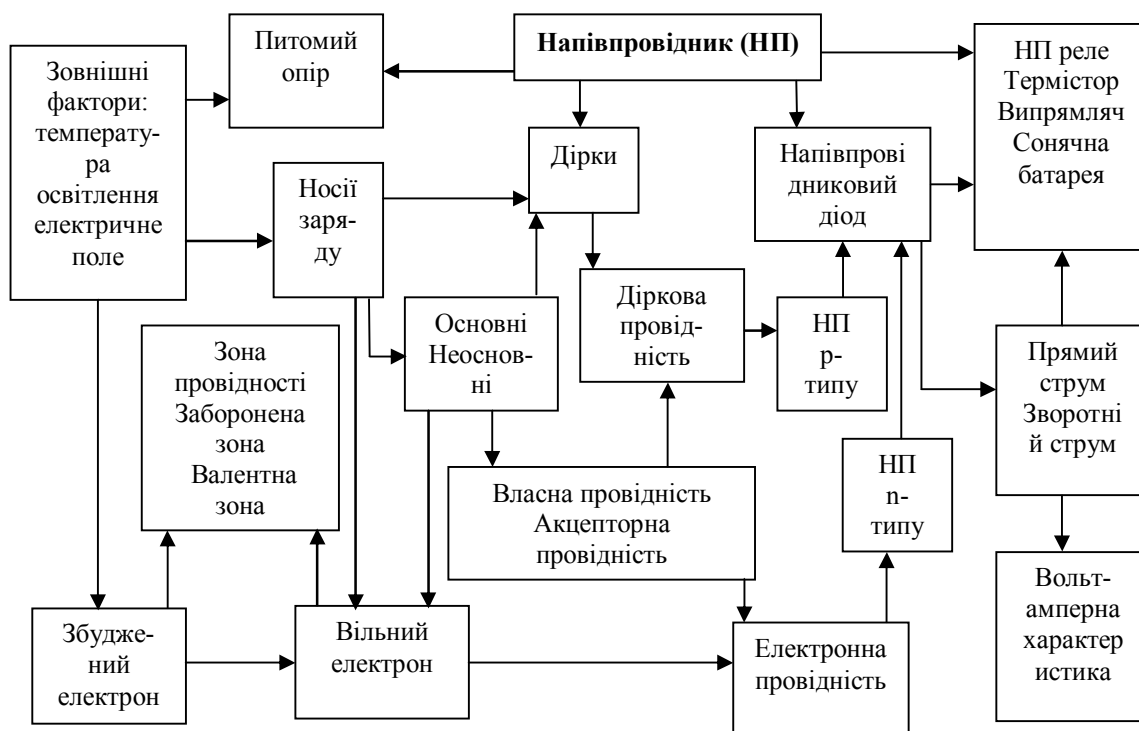 Питомий
опір
Напівпровідник (НП)
НП реле
Термістор
Випрямляч
Сонячна
батарея
Зовнішні
фактори:
температу-
ра
освітлення
електричне
поле
Дірки
Напівпрові
дниковий
діод
Носії
заря-
ду
Діркова
провід-
ність
НП
р-
типу
Основні
Неоснов-
ні
Прямий
струм
Зворотні
й струм
Зона
провідності
Заборонена
зона
Валентна
зона
НП
n-
типу
Власна провідність
Акцепторна
провідність
Вольт-
амперна
характер
истика
Збудже-
ний
електрон
Вільний
електрон
Електронна
провідність